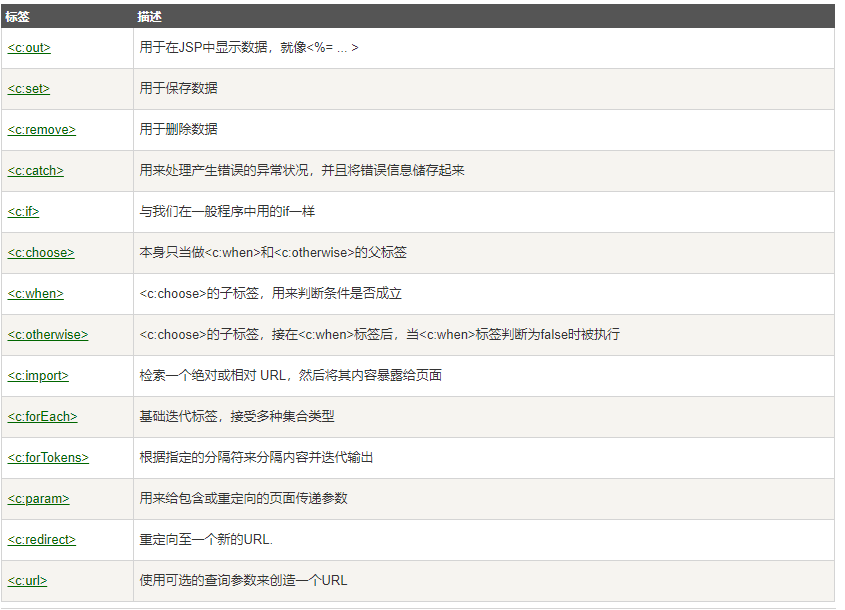 标签 描述
<c:out> 用于在JSP中显示数据，就像<%= ... >
<c:set> 用于保存数据
<c:remove> 用于删除数据
<c:catch> 用来处理产生错误的异常状况，并且将错误信息储存起来
<c:if> 与我们在一般程序中用的if一样
<c:choose> 本身只当做<c:when>和<c:otherwise>的父标签
<c:when> <c:choose>的子标签，用来判断条件是否成立
<c:otherwise> <c:choose>的子标签，接在<c:when>标签后，当<c:when>标签判断为false时被执行
<c:import> 检索一个绝对或相对 URL，然后将其内容暴露给页面
<c:forEach> 基础迭代标签，接受多种集合类型
<c:forTokens> 根据指定的分隔符来分隔内容并迭代输出
<c:param> 用来给包含或重定向的页面传递参数
<c:redirect> 重定向至一个新的URL.
<c:url> 使用可选的查询参数来创造一个URL